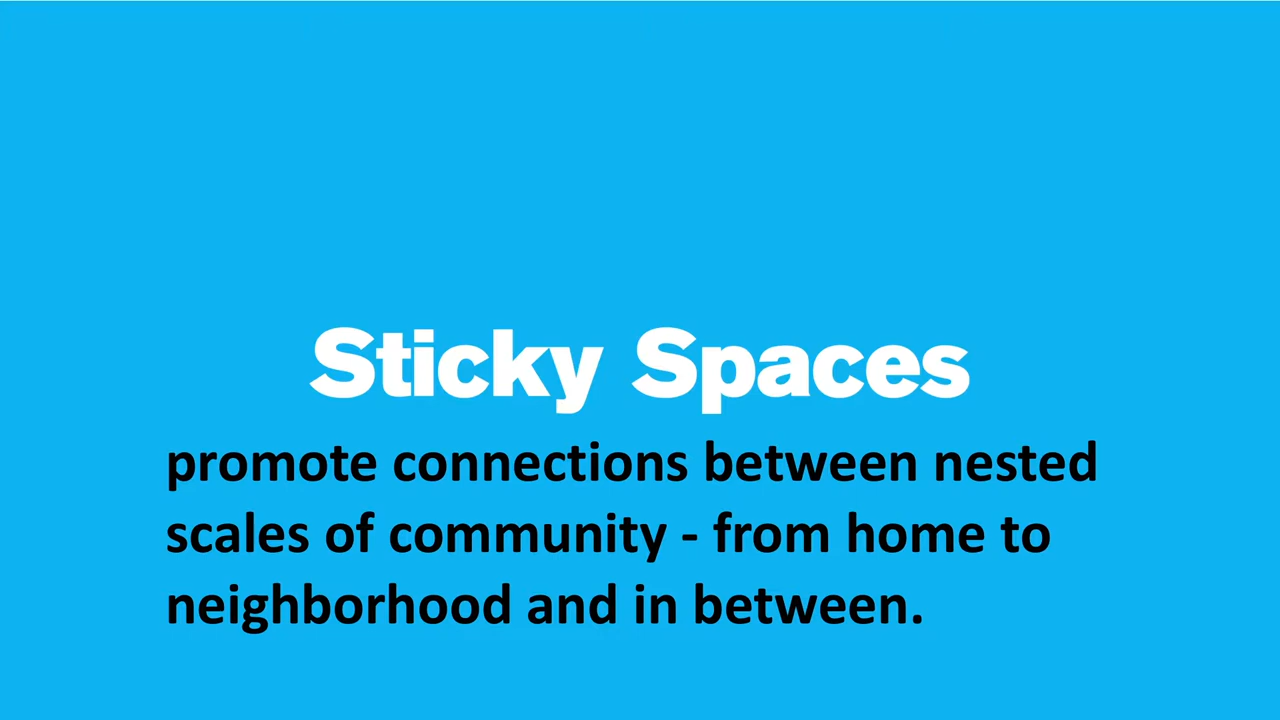 Sticky Spaces
promote connections between nested
scales of community - from home to
neighborhood and in between.